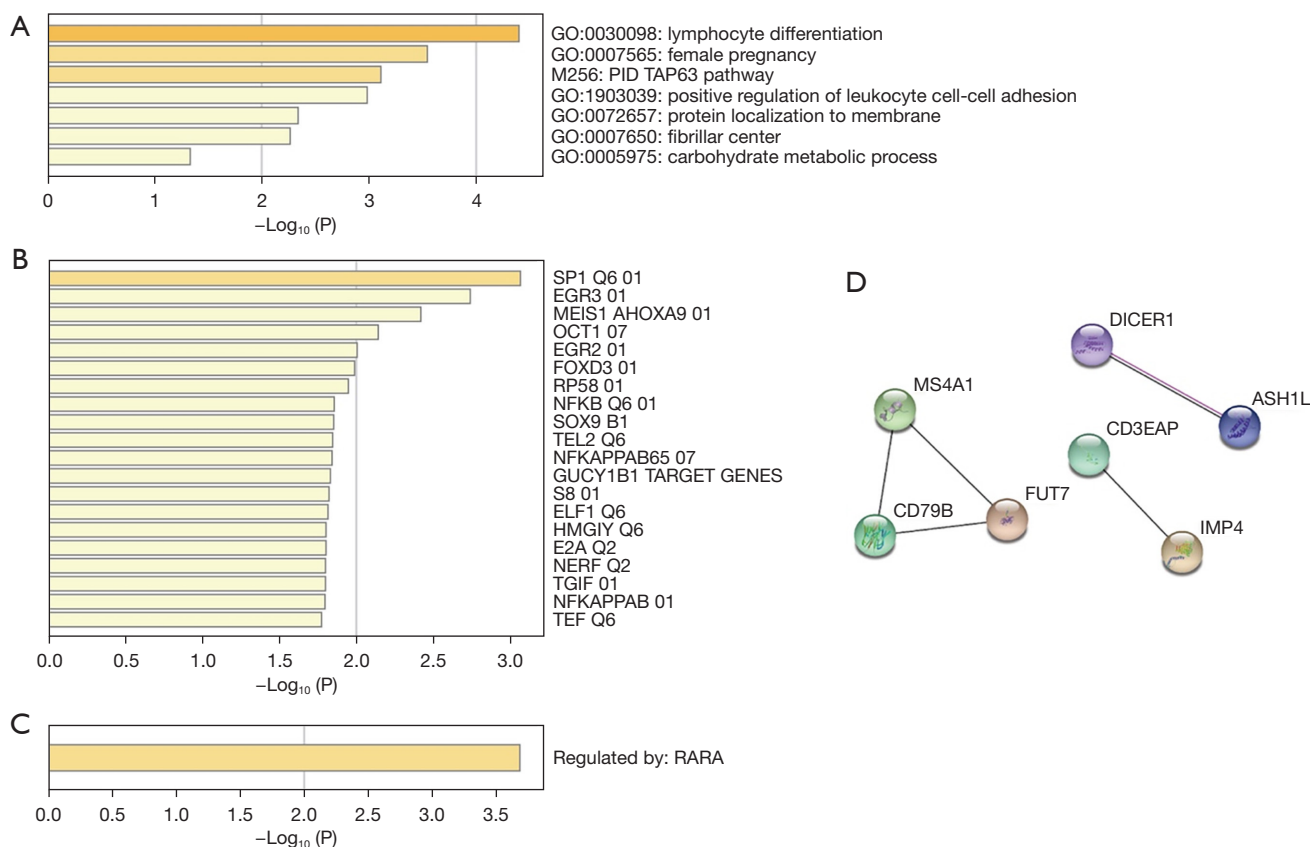 A
GO:0030098: lymphocyte differentiation
GO:0007565: female pregnancy
M256: PID TAP63 pathway
GO:1903039: positive regulation of leukocyte cell-cell adhesion
GO:0072657: protein localization to membrane
GO:0007650: fibrillar center
GO:0005975: carbohydrate metabolic process
0 1 2 3 4
−Log₁₀ (P)
B
SP1 Q6 01
EGR3 01
MEIS1 AHOXA9 01
OCT1 07
EGR2 01
FOXD3 01
RP58 01
NFKB Q6 01
SOX9 B1
TEL2 Q6
NFKAPPAB65 07
GUCY1B1 TARGET GENES
S8 01
ELF1 Q6
HMGIY Q6
E2A Q2
NERF Q2
TGIF 01
NFKAPPAB 01
TEF Q6
0.0 0.5 1.0 1.5 2.0 2.5 3.0
−Log₁₀ (P)
C
Regulated by: RARA
0.0 0.5 1.0 1.5 2.0 2.5 3.0 3.5
−Log₁₀ (P)
D
DICER1
MS4A1
ASH1L
CD3EAP
CD79B
FUT7
IMP4